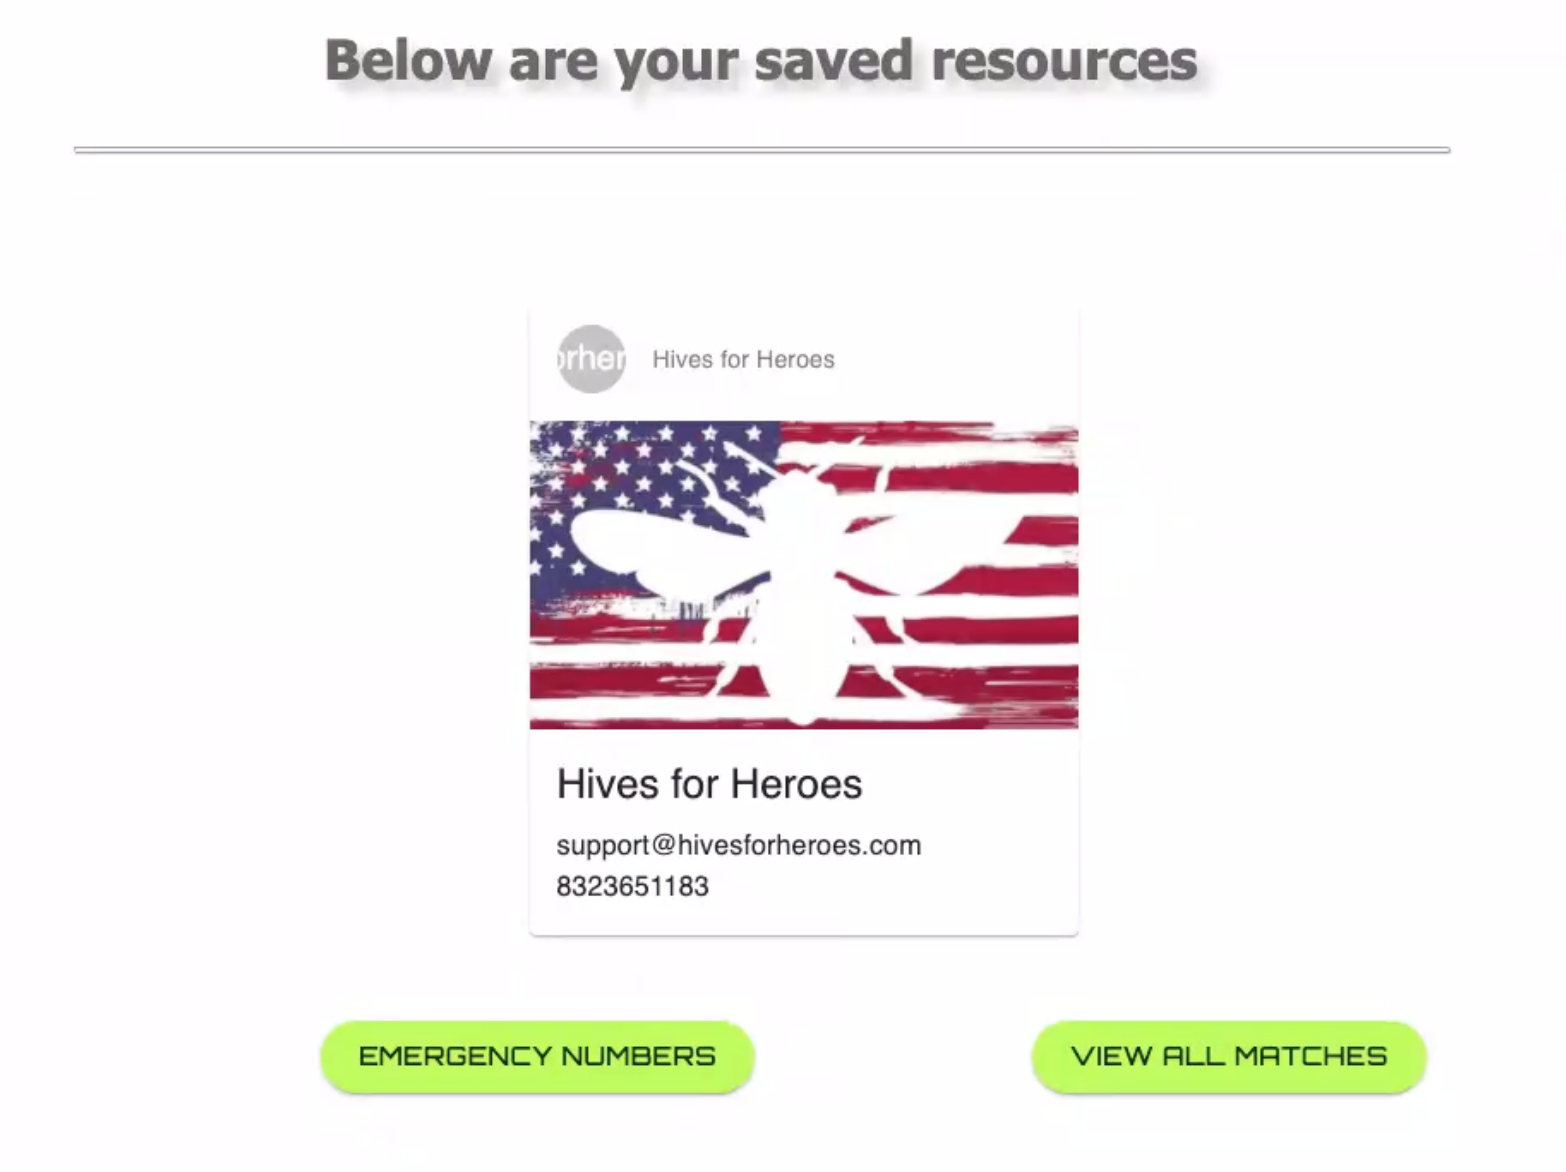 Below are your saved resources
orher
Hives for Heroes
Hives for Heroes
support@hivesforheroes.com
8323651183
EMERGENCY NUMBERS
VIEW ALL MATCHES